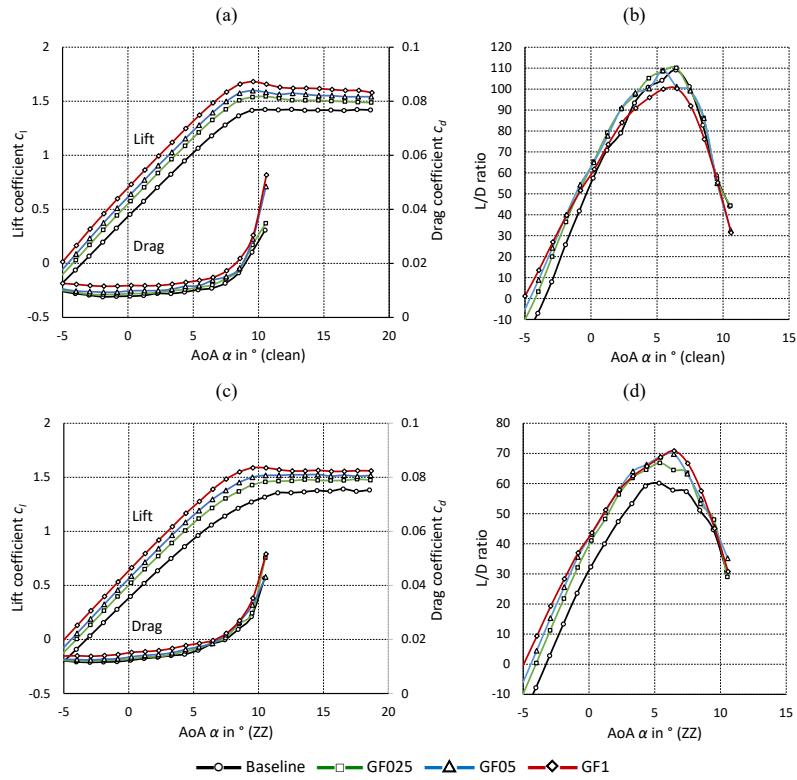 (a)
(b)
2
1.5
1
0.5
0
-0.5
Lift coefficient cl
Lift
Drag
0.1
0.08
0.06
0.04
0.02
0
Drag coefficient cd
-5 0 5 10 15 20
AoA α in ° (clean)
120
110
100
90
80
70
60
50
40
30
20
10
0
-10
L/D ratio
-5 0 5 10 15
AoA α in ° (clean)
(c)
(d)
2
1.5
1
0.5
0
-0.5
Lift coefficient cl
Lift
Drag
0.1
0.08
0.06
0.04
0.02
0
Drag coefficient cd
-5 0 5 10 15 20
AoA α in ° (ZZ)
80
70
60
50
40
30
20
10
0
-10
L/D ratio
-5 0 5 10 15
AoA α in ° (ZZ)
Baseline GF025 GF05 GF1